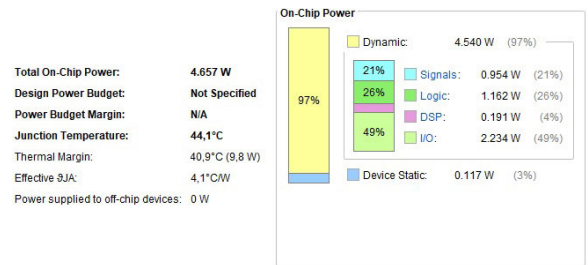 On-Chip Power
Total On-Chip Power: 4.657 W
Design Power Budget: Not Specified
Power Budget Margin: N/A
Junction Temperature: 44,1°C
Thermal Margin: 40,9°C (9,8 W)
Effective ϑJA: 4,1°C/W
Power supplied to off-chip devices: 0 W
97%
Dynamic: 4.540 W (97%)
21%
26%
49%
Signals: 0.954 W (21%)
Logic: 1.162 W (26%)
DSP: 0.191 W (4%)
I/O: 2.234 W (49%)
Device Static: 0.117 W (3%)